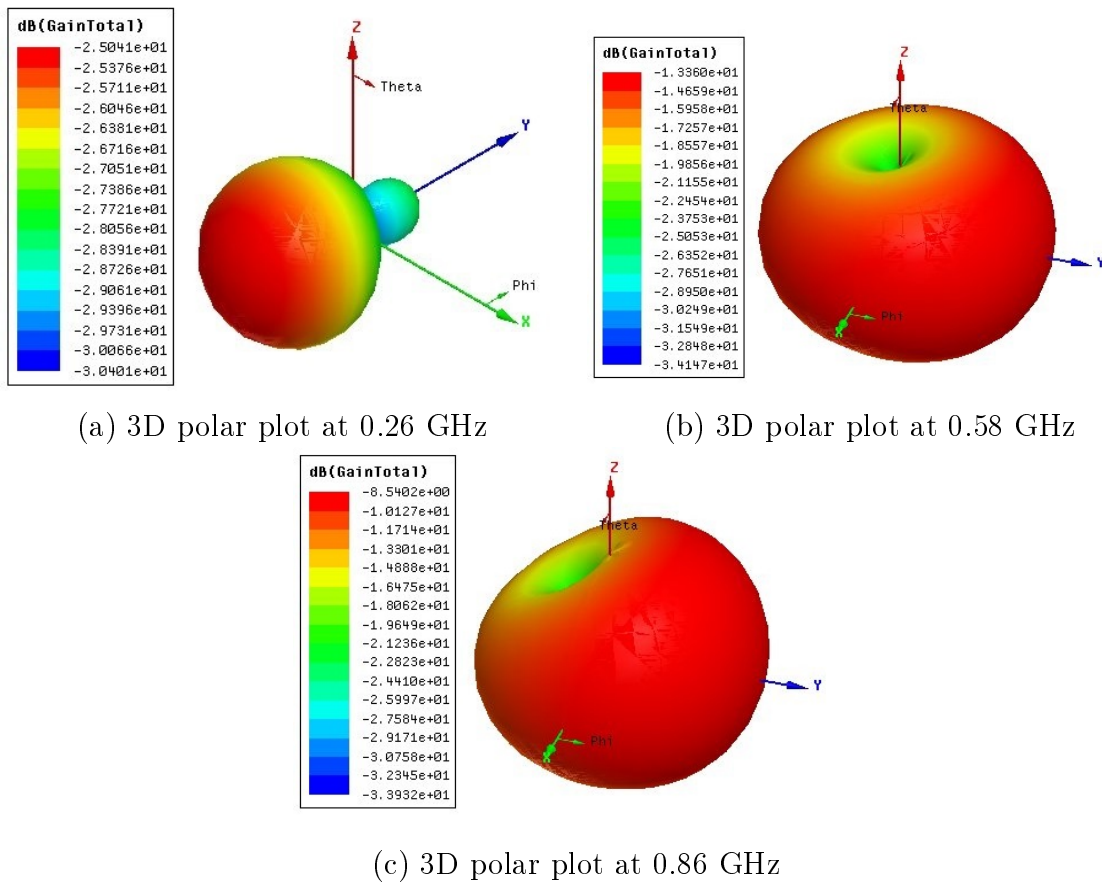 dB(GainTotal)
-2.5041e+01
-2.5376e+01
-2.5711e+01
-2.6046e+01
-2.6381e+01
-2.6716e+01
-2.7051e+01
-2.7386e+01
-2.7721e+01
-2.8056e+01
-2.8391e+01
-2.8726e+01
-2.9061e+01
-2.9396e+01
-2.9731e+01
-3.0066e+01
-3.0401e+01
Z
Theta
Y
Phi
X
(a) 3D polar plot at 0.26 GHz
dB(GainTotal)
-1.3360e+01
-1.4659e+01
-1.5958e+01
-1.7257e+01
-1.8557e+01
-1.9856e+01
-2.1155e+01
-2.2454e+01
-2.3753e+01
-2.5053e+01
-2.6352e+01
-2.7651e+01
-2.8950e+01
-3.0249e+01
-3.1549e+01
-3.2848e+01
-3.4147e+01
Z
Theta
Y
Phi
X
(b) 3D polar plot at 0.58 GHz
dB(GainTotal)
-8.5402e+00
-1.0127e+01
-1.1714e+01
-1.3301e+01
-1.4888e+01
-1.6475e+01
-1.8062e+01
-1.9649e+01
-2.1236e+01
-2.2823e+01
-2.4410e+01
-2.5997e+01
-2.7584e+01
-2.9171e+01
-3.0758e+01
-3.2345e+01
-3.3932e+01
Z
Theta
Y
Phi
X
(c) 3D polar plot at 0.86 GHz